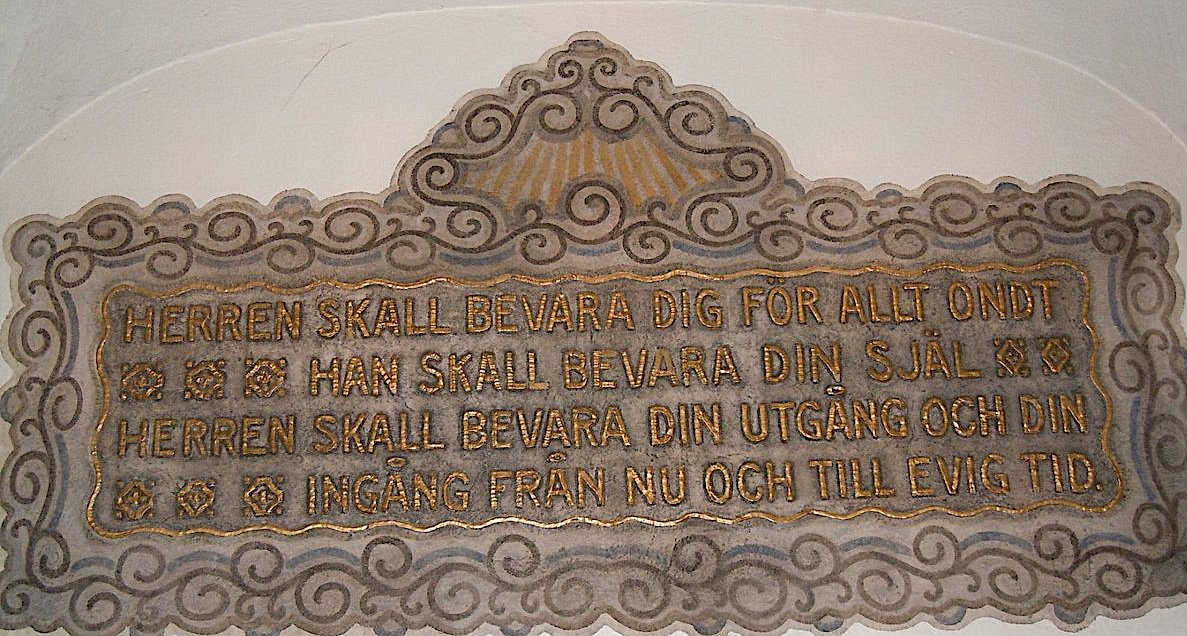 HERREN SKALL BEVARA DIG FÖR ALLT ONDT
HAN SKALL BEVARA DIN SJÄL
HERREN SKALL BEVARA DIN UTGÅNG OCH DIN
INGÅNG FRÅN NU OCH TILL EVIG TID.